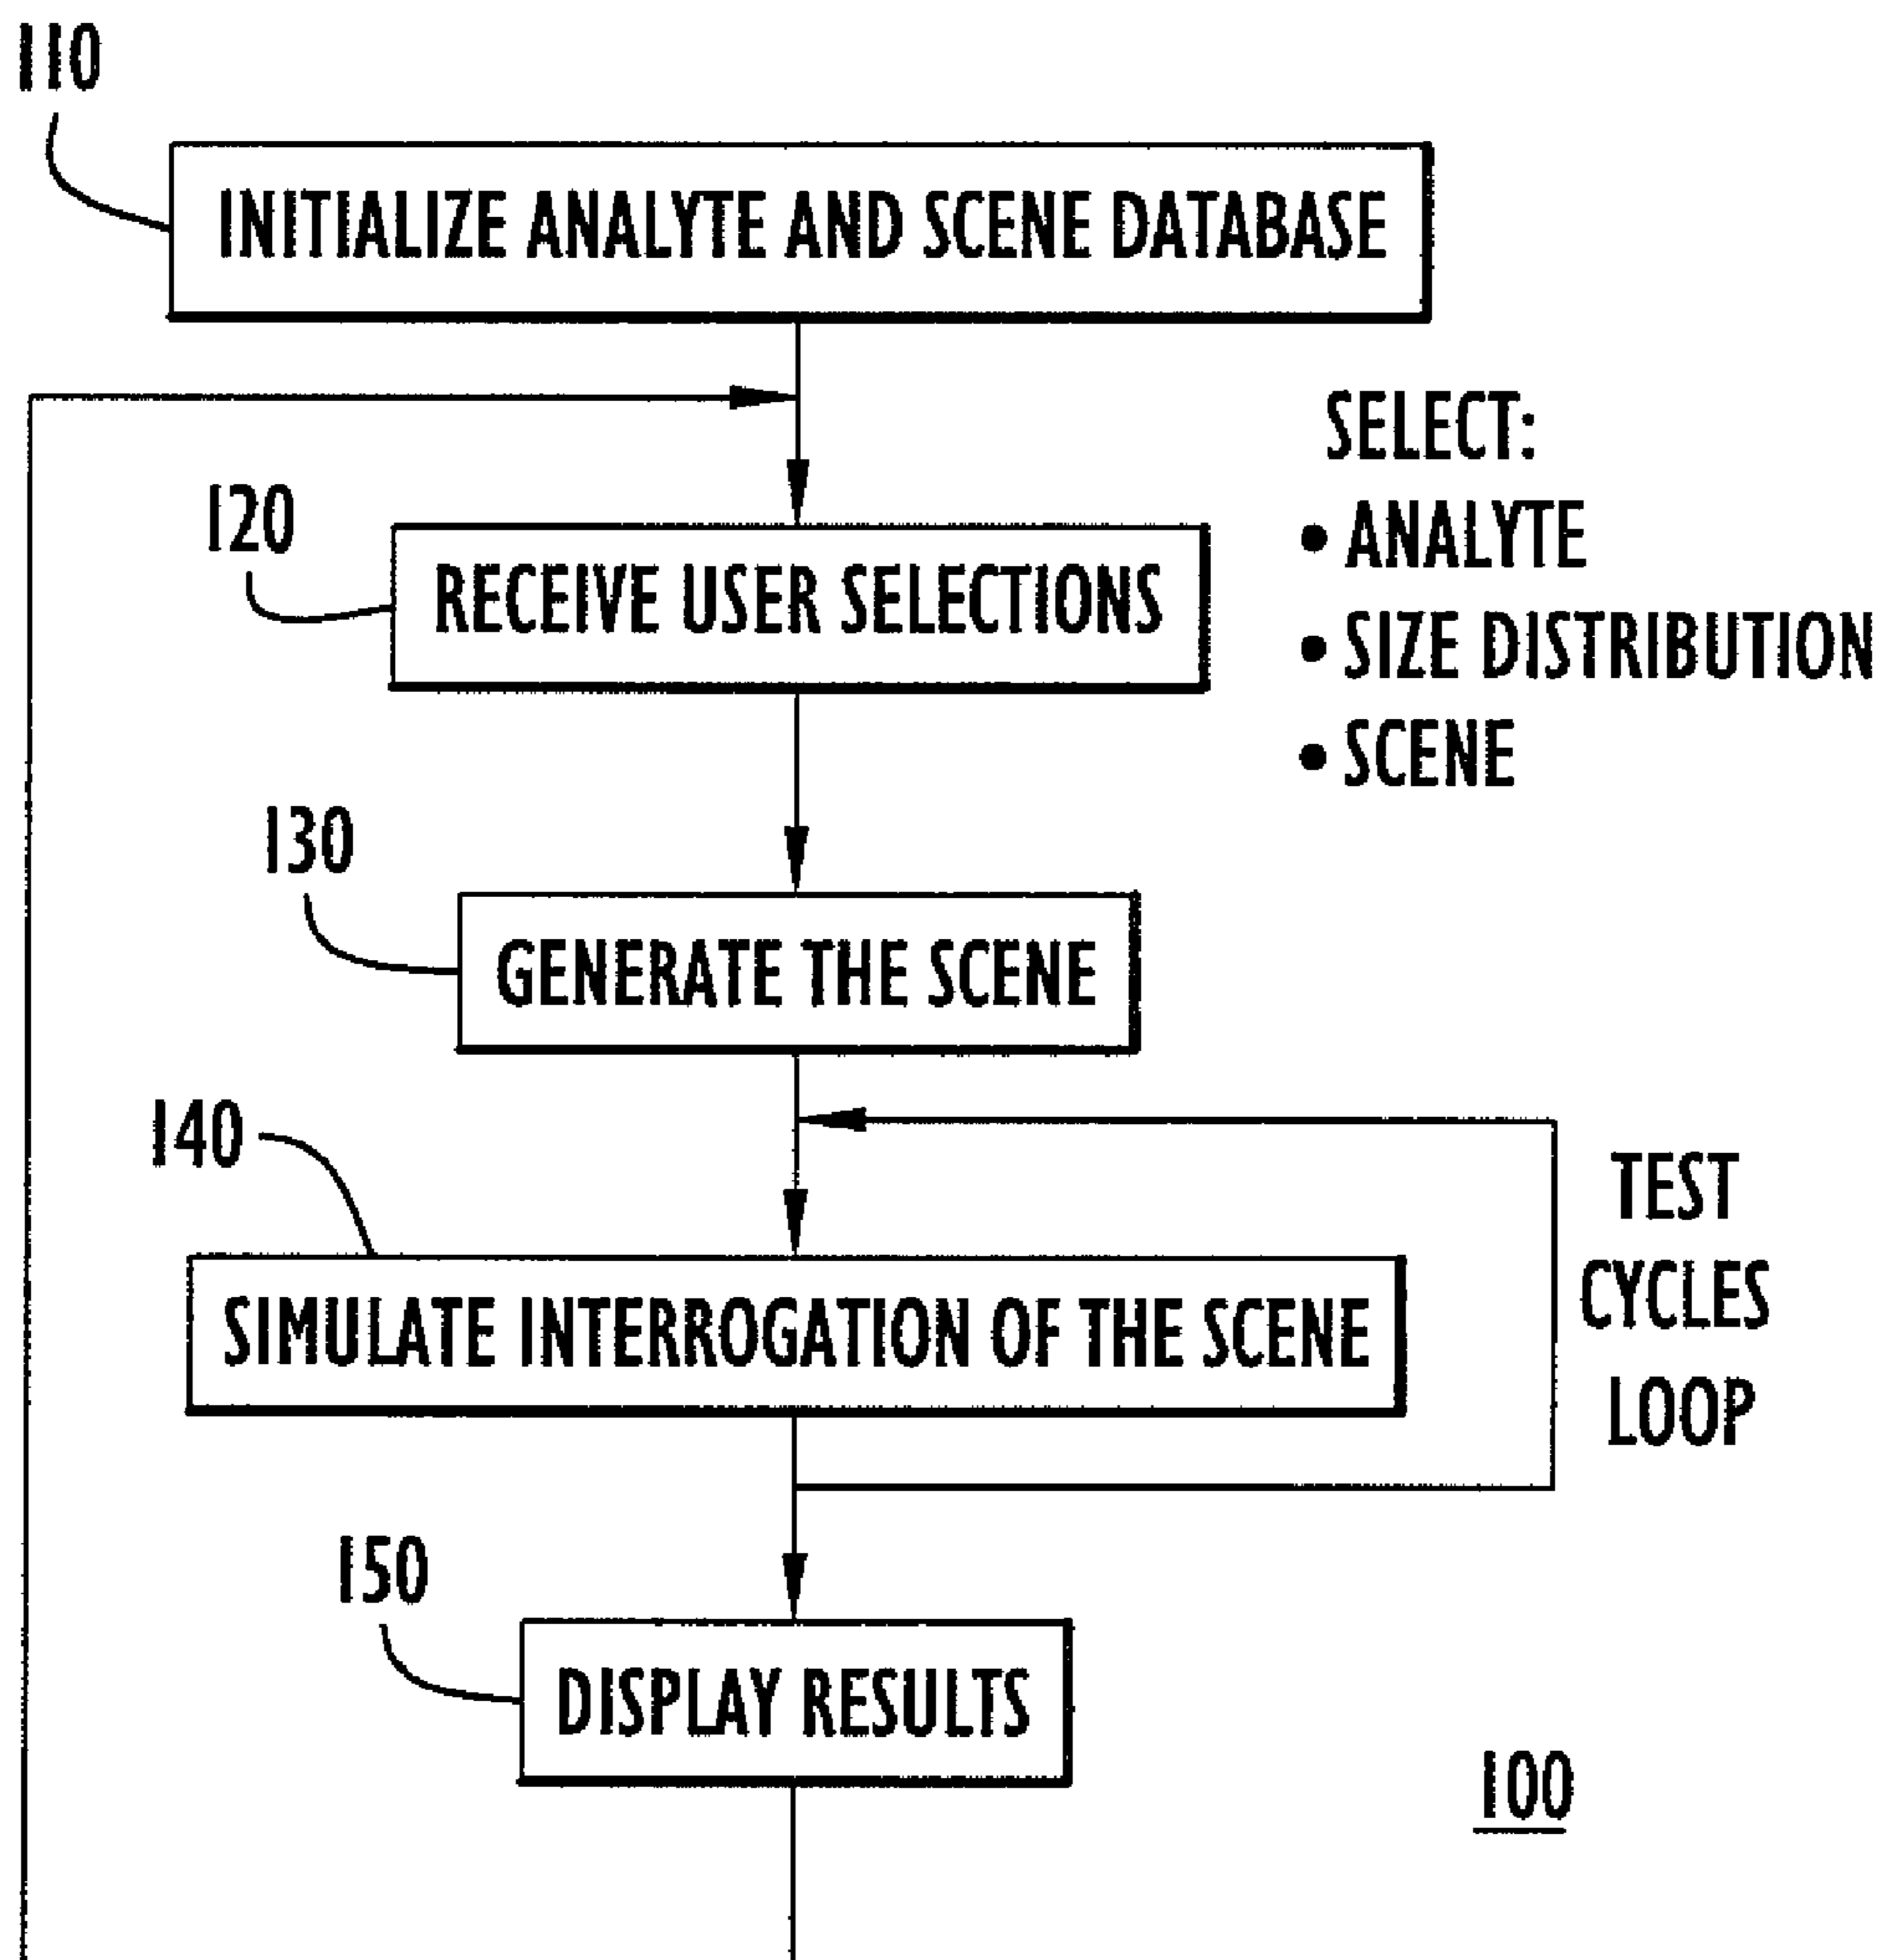 110
INITIALIZE ANALYTE AND SCENE DATABASE
SELECT:
• ANALYTE
• SIZE DISTRIBUTION
• SCENE
120
RECEIVE USER SELECTIONS
130
GENERATE THE SCENE
140
SIMULATE INTERROGATION OF THE SCENE
TEST
CYCLES
LOOP
150
DISPLAY RESULTS
100